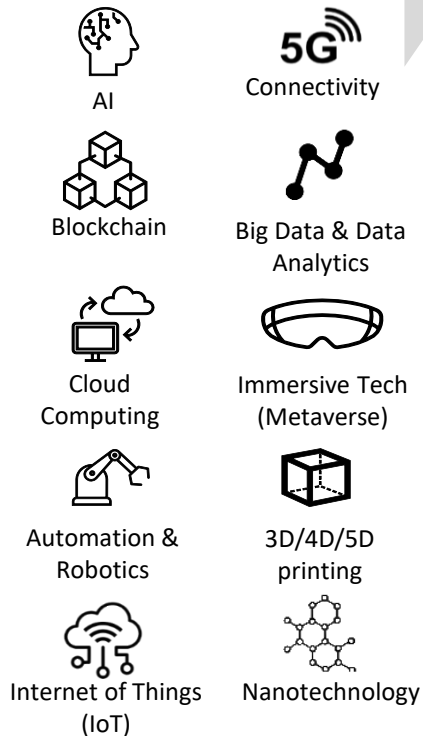 AI
5G
Connectivity
Blockchain
Big Data & Data
Analytics
Cloud
Computing
Immersive Tech
(Metaverse)
Automation &
Robotics
3D/4D/5D
printing
Internet of Things
(IoT)
Nanotechnology